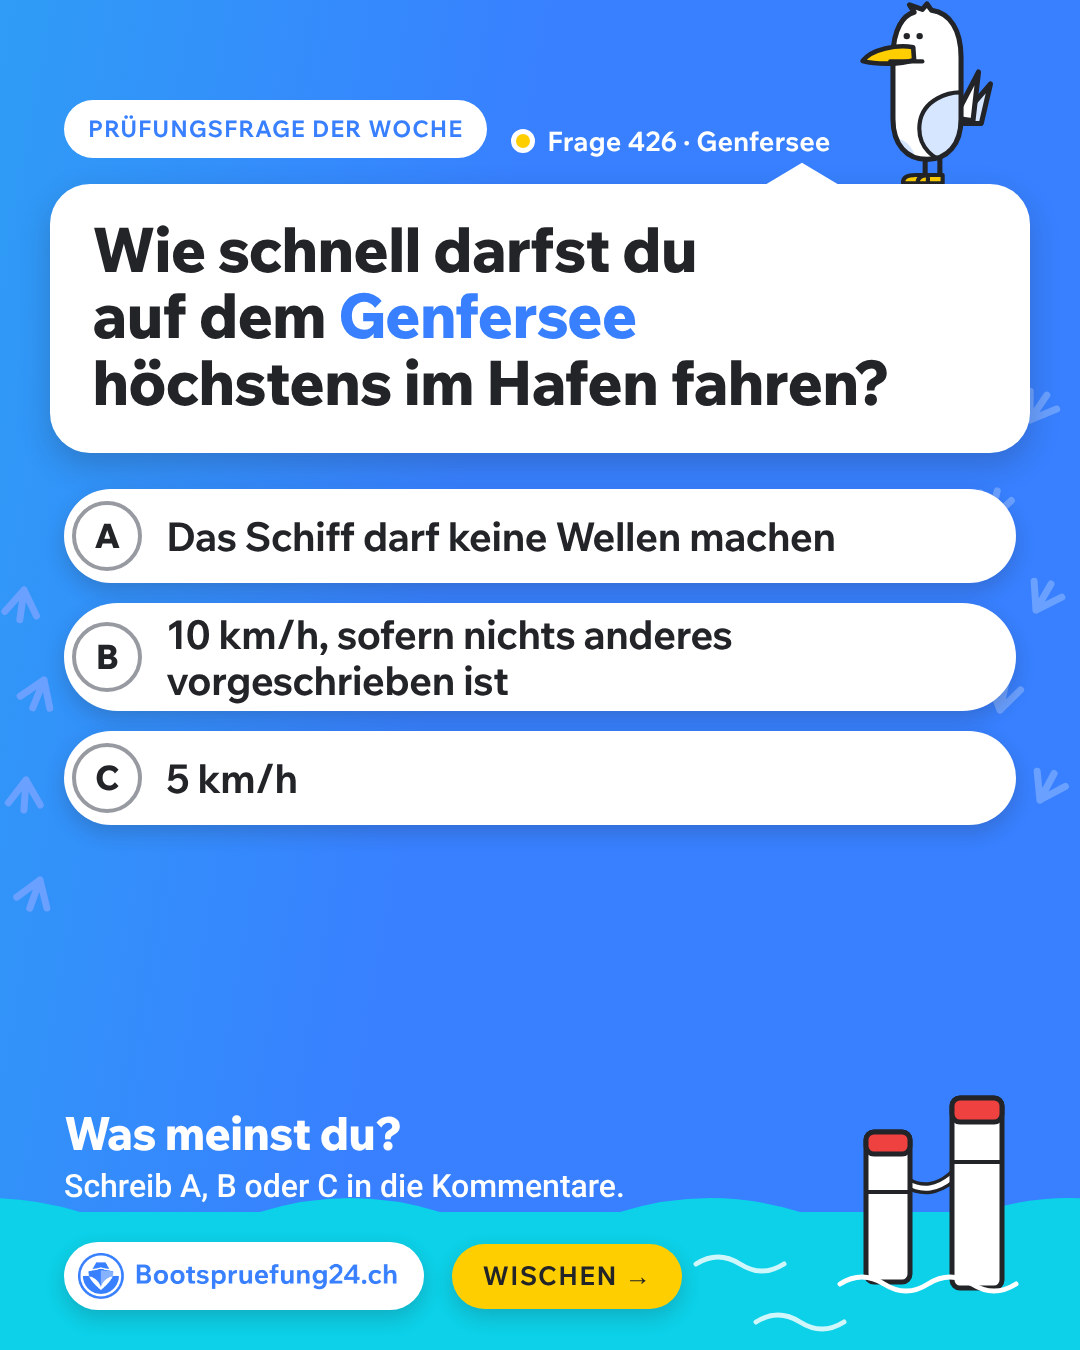 PRÜFUNGSFRAGE DER WOCHE
Frage 426 · Genfersee
Wie schnell darfst du
auf dem Genfersee
höchstens im Hafen fahren?
A Das Schiff darf keine Wellen machen
B 10 km/h, sofern nichts anderes
vorgeschrieben ist
C 5 km/h
Was meinst du?
Schreib A, B oder C in die Kommentare.
Bootspruefung24.ch
WISCHEN →